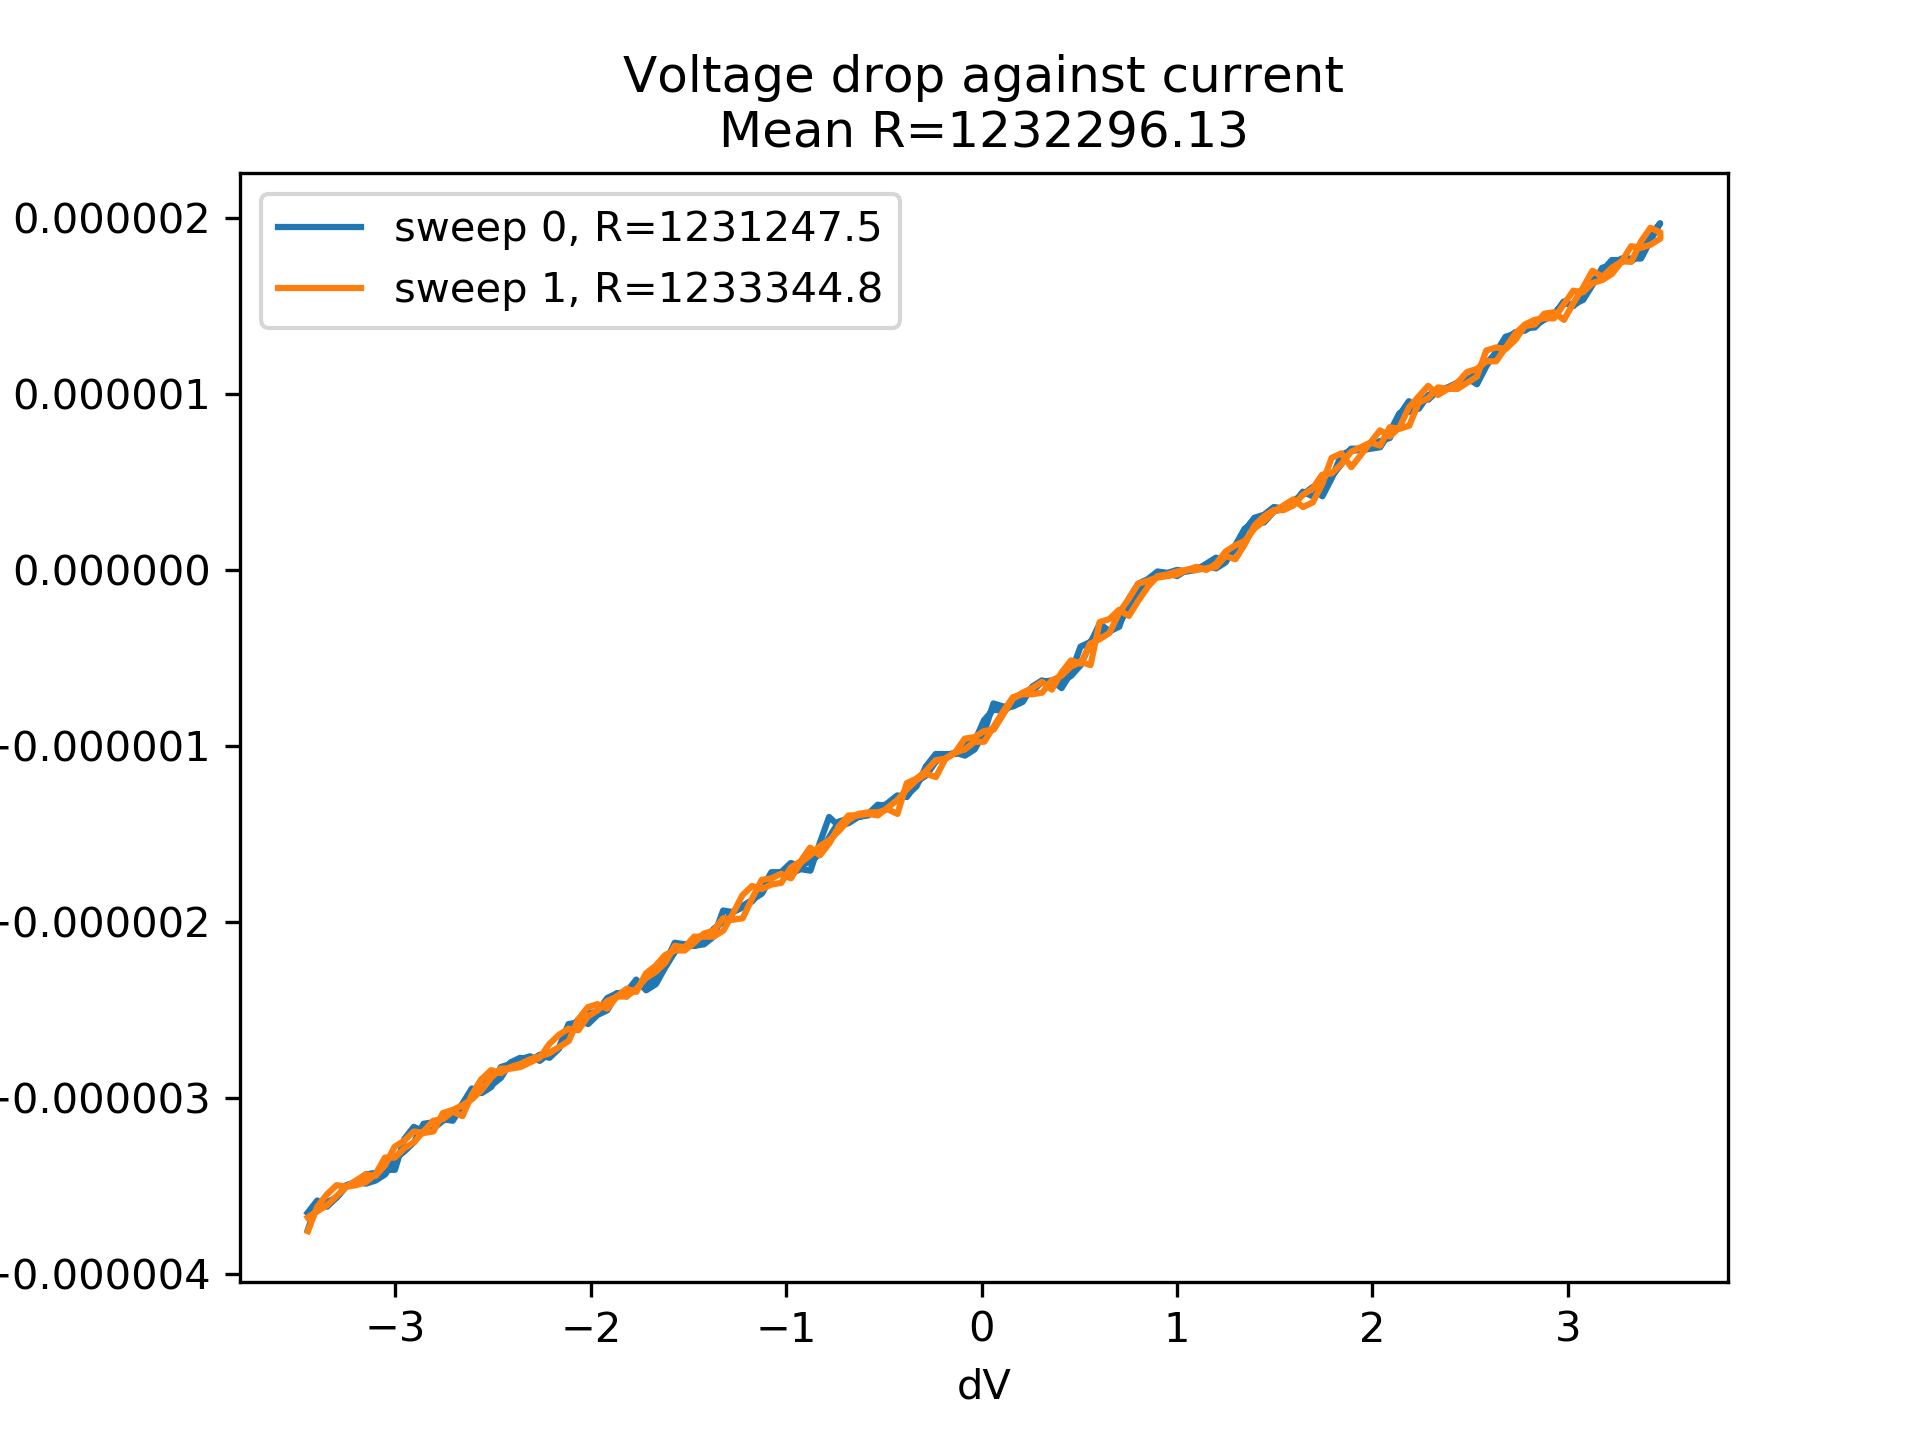 Voltage drop against current
Mean R=1232296.13
sweep 0, R=1231247.5
sweep 1, R=1233344.8
0.000002
0.000001
0.000000
-0.000001
-0.000002
-0.000003
-0.000004
−3 −2 −1 0 1 2 3
dV